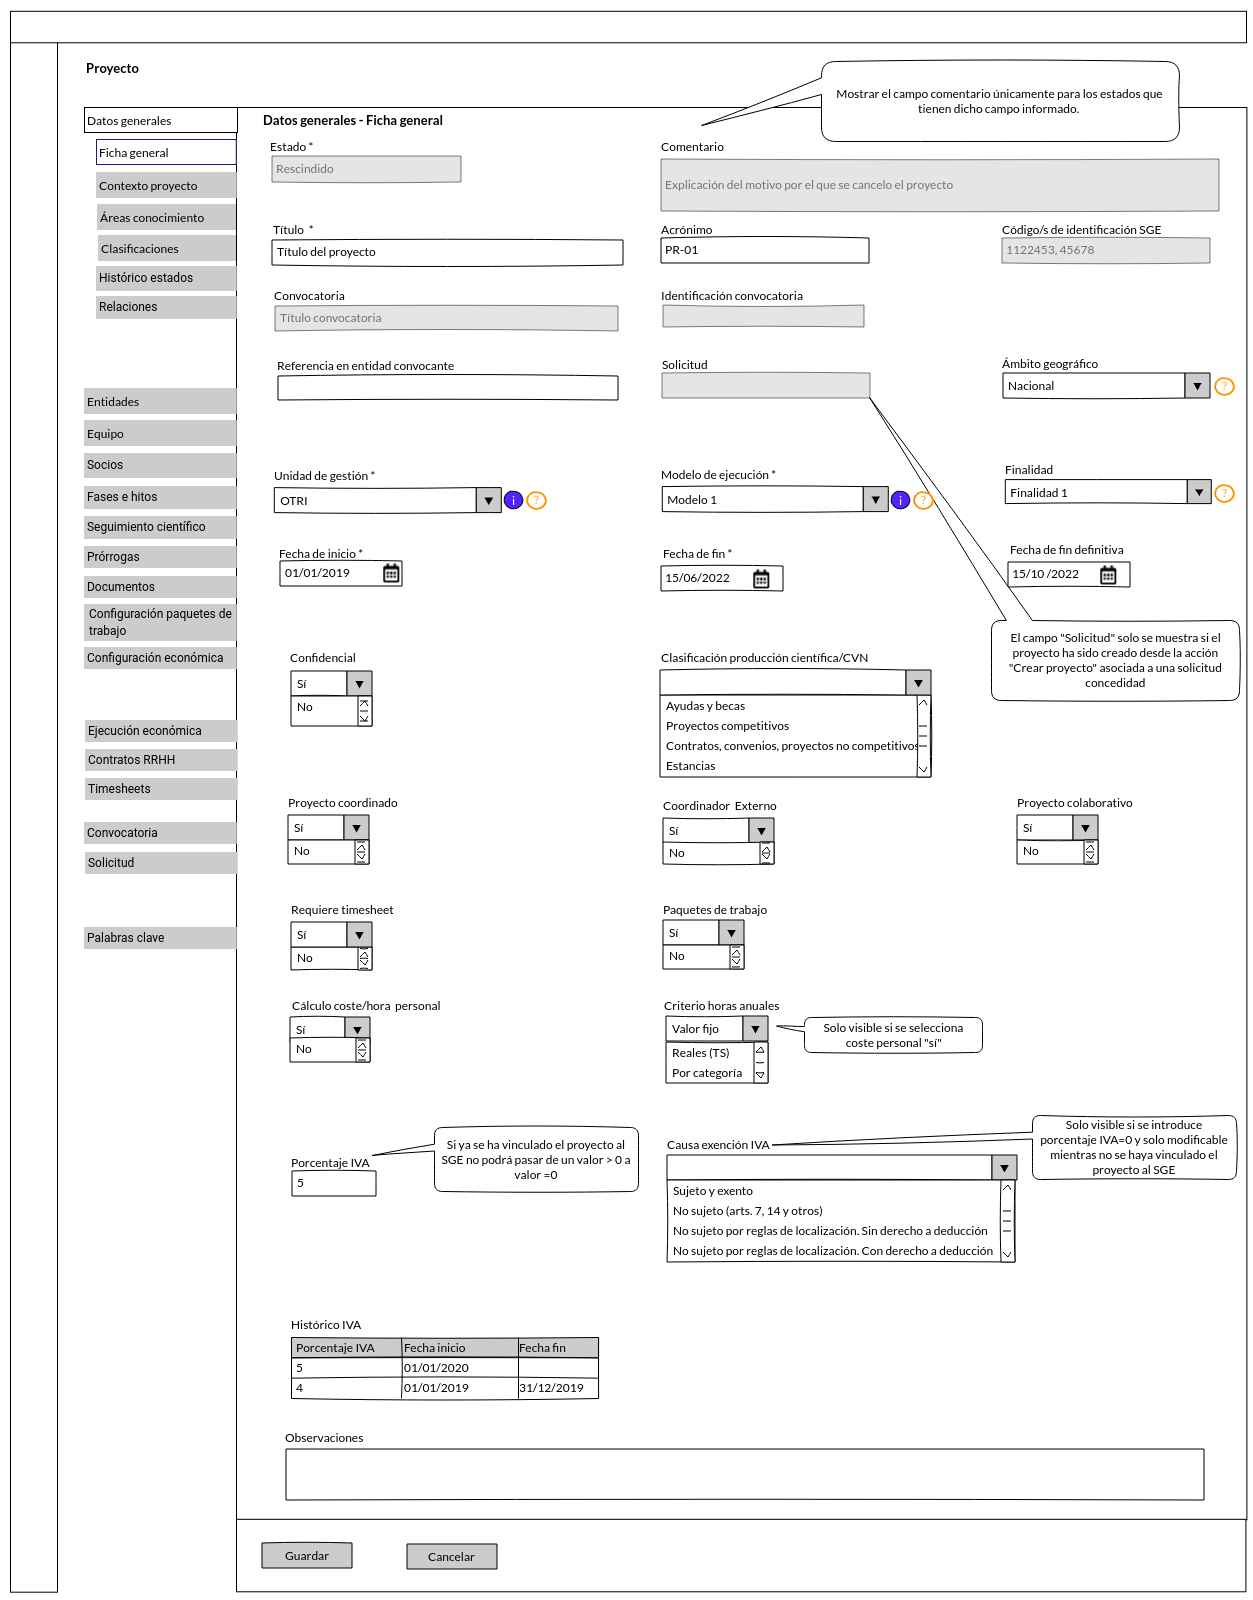 Proyecto
Mostrar el campo comentario únicamente para los estados que
tienen dicho campo informado.
Datos generales
Ficha general
Contexto proyecto
Áreas conocimiento
Clasificaciones
Histórico estados
Relaciones
Entidades
Equipo
Socios
Fases e hitos
Seguimiento científico
Prórrogas
Documentos
Configuración paquetes de
trabajo
Configuración económica
Ejecución económica
Contratos RRHH
Timesheets
Convocatoria
Solicitud
Palabras clave
Datos generales - Ficha general
Estado *
Rescindido
Comentario
Explicación del motivo por el que se cancelo el proyecto
Título *
Título del proyecto
Acrónimo
PR-01
Código/s de identificación SGE
1122453, 45678
Convocatoria
Título convocatoria
Identificación convocatoria
Referencia en entidad convocante
Solicitud
Ámbito geográfico
Nacional
?
Unidad de gestión *
OTRI
i
?
Modelo de ejecución *
Modelo 1
i
?
Finalidad
Finalidad 1
?
Fecha de inicio *
01/01/2019
Fecha de fin *
15/06/2022
Fecha de fin definitiva
15/10 /2022
El campo "Solicitud" solo se muestra si el
proyecto ha sido creado desde la acción
"Crear proyecto" asociada a una solicitud
concedidad
Confidencial
Sí
No
Clasificación producción científica/CVN
Ayudas y becas
Proyectos competitivos
Contratos, convenios, proyectos no competitivos
Estancias
Proyecto coordinado
Sí
No
Coordinador Externo
Sí
No
Proyecto colaborativo
Sí
No
Requiere timesheet
Sí
No
Paquetes de trabajo
Sí
No
Cálculo coste/hora personal
Sí
No
Criterio horas anuales
Valor fijo
Reales (TS)
Por categoría
Solo visible si se selecciona
coste personal "sí"
Porcentaje IVA
5
Si ya se ha vinculado el proyecto al
SGE no podrá pasar de un valor > 0 a
valor =0
Causa exención IVA
Sujeto y exento
No sujeto (arts. 7, 14 y otros)
No sujeto por reglas de localización. Sin derecho a deducción
No sujeto por reglas de localización. Con derecho a deducción
Solo visible si se introduce
porcentaje IVA=0 y solo modificable
mientras no se haya vinculado el
proyecto al SGE
Histórico IVA
Porcentaje IVA Fecha inicio Fecha fin
5 01/01/2020
4 01/01/2019 31/12/2019
Observaciones
Guardar
Cancelar